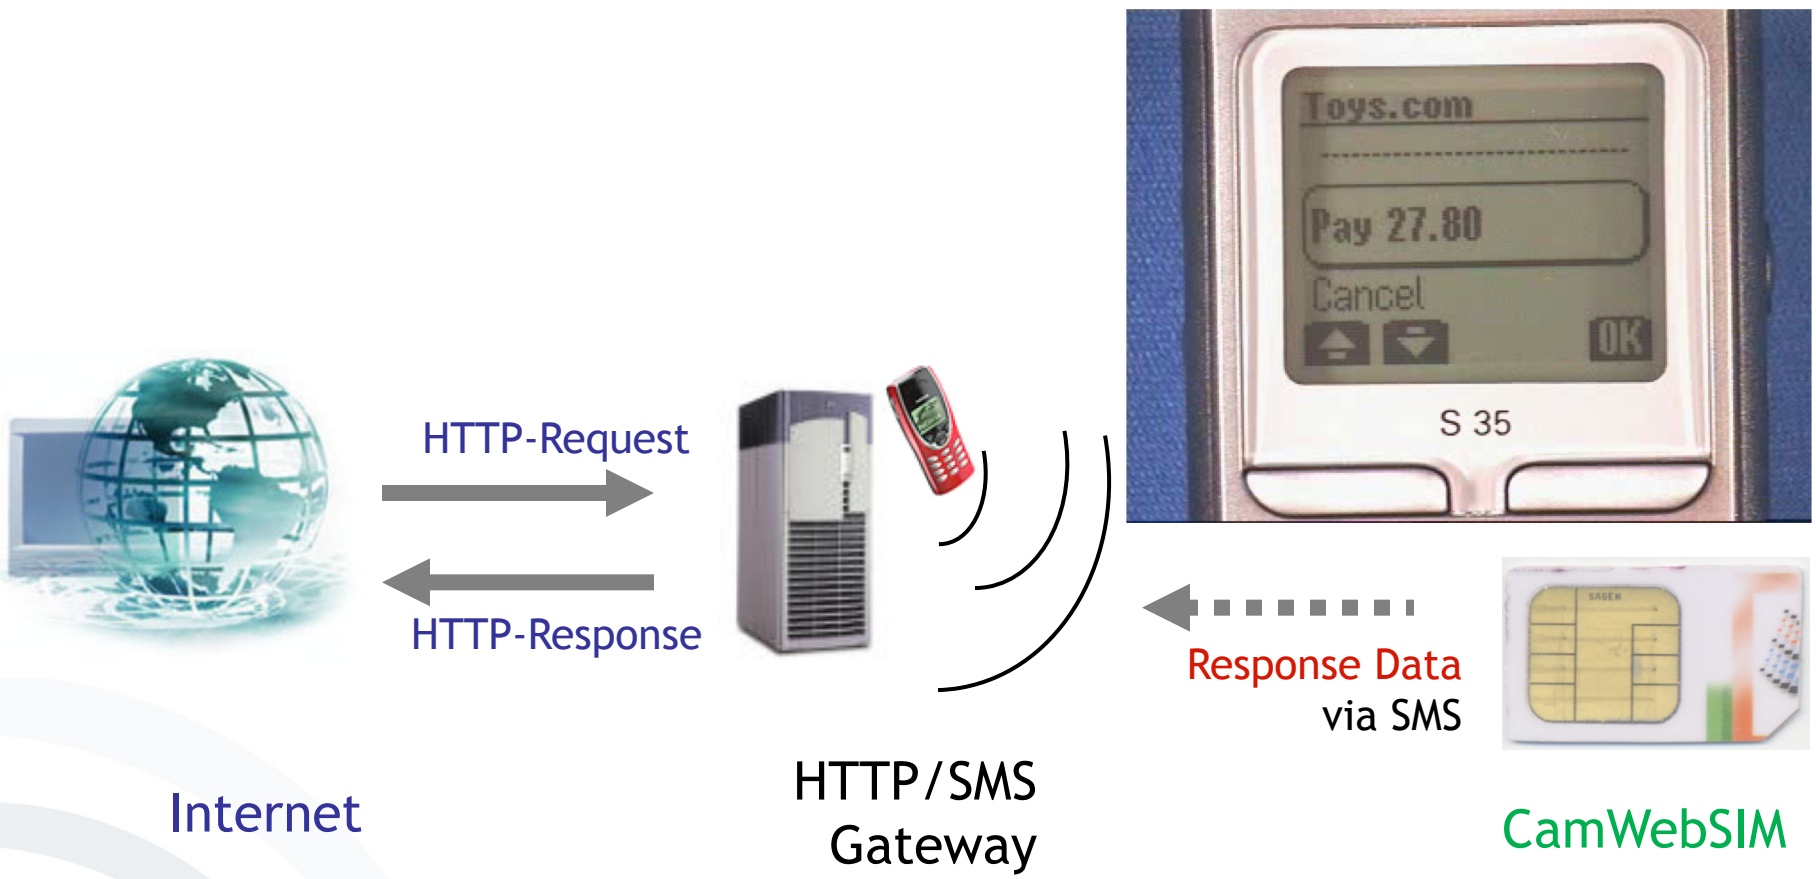 Toys.com
Pay 27.80
Cancel
OK
S 35
HTTP-Request
HTTP-Response
SAGEM
Response Data
via SMS
Internet
HTTP/SMS
Gateway
CamWebSIM